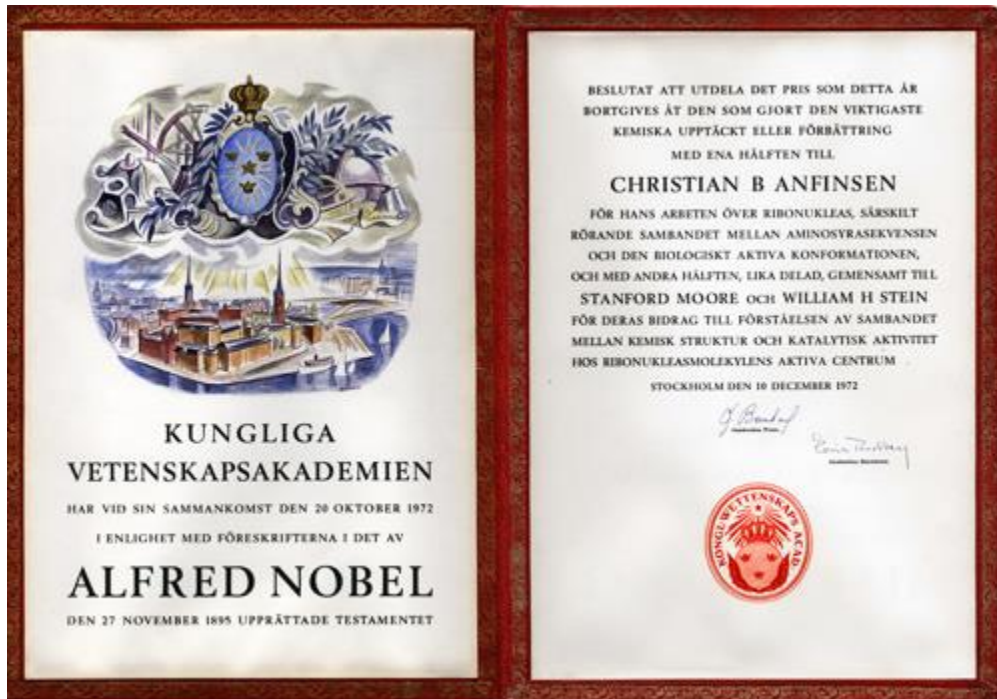 KUNGLIGA
VETENSKAPSAKADEMIEN
HAR VID SIN SAMMANKOMST DEN 20 OKTOBER 1972
I ENLIGHET MED FÖRESKRIFTERNA I DET AV
ALFRED NOBEL
DEN 27 NOVEMBER 1895 UPPRÄTTADE TESTAMENTET
BESLUTAT ATT UTDELA DET PRIS SOM DETTA ÅR
BORTGIVES ÅT DEN SOM GJORT DEN VIKTIGASTE
KEMISKA UPPTÄCKT ELLER FÖRBÄTTRING
MED ENA HÄLFTEN TILL
CHRISTIAN B ANFINSEN
FÖR HANS ARBETEN ÖVER RIBONUKLEAS, SÄRSKILT
RÖRANDE SAMBANDET MELLAN AMINOSYRASEKVENSEN
OCH DEN BIOLOGISKT AKTIVA KONFORMATIONEN,
OCH MED ANDRA HÄLFTEN, LIKA DELAD, GEMENSAMT TILL
STANFORD MOORE OCH WILLIAM H STEIN
FÖR DERAS BIDRAG TILL FÖRSTÅELSEN AV SAMBANDET
MELLAN KEMISK STRUKTUR OCH KATALYTISK AKTIVITET
HOS RIBONUKLEASMOLEKYLENS AKTIVA CENTRUM
STOCKHOLM DEN 10 DECEMBER 1972
KONGL. WETTENSKAPS ACAD